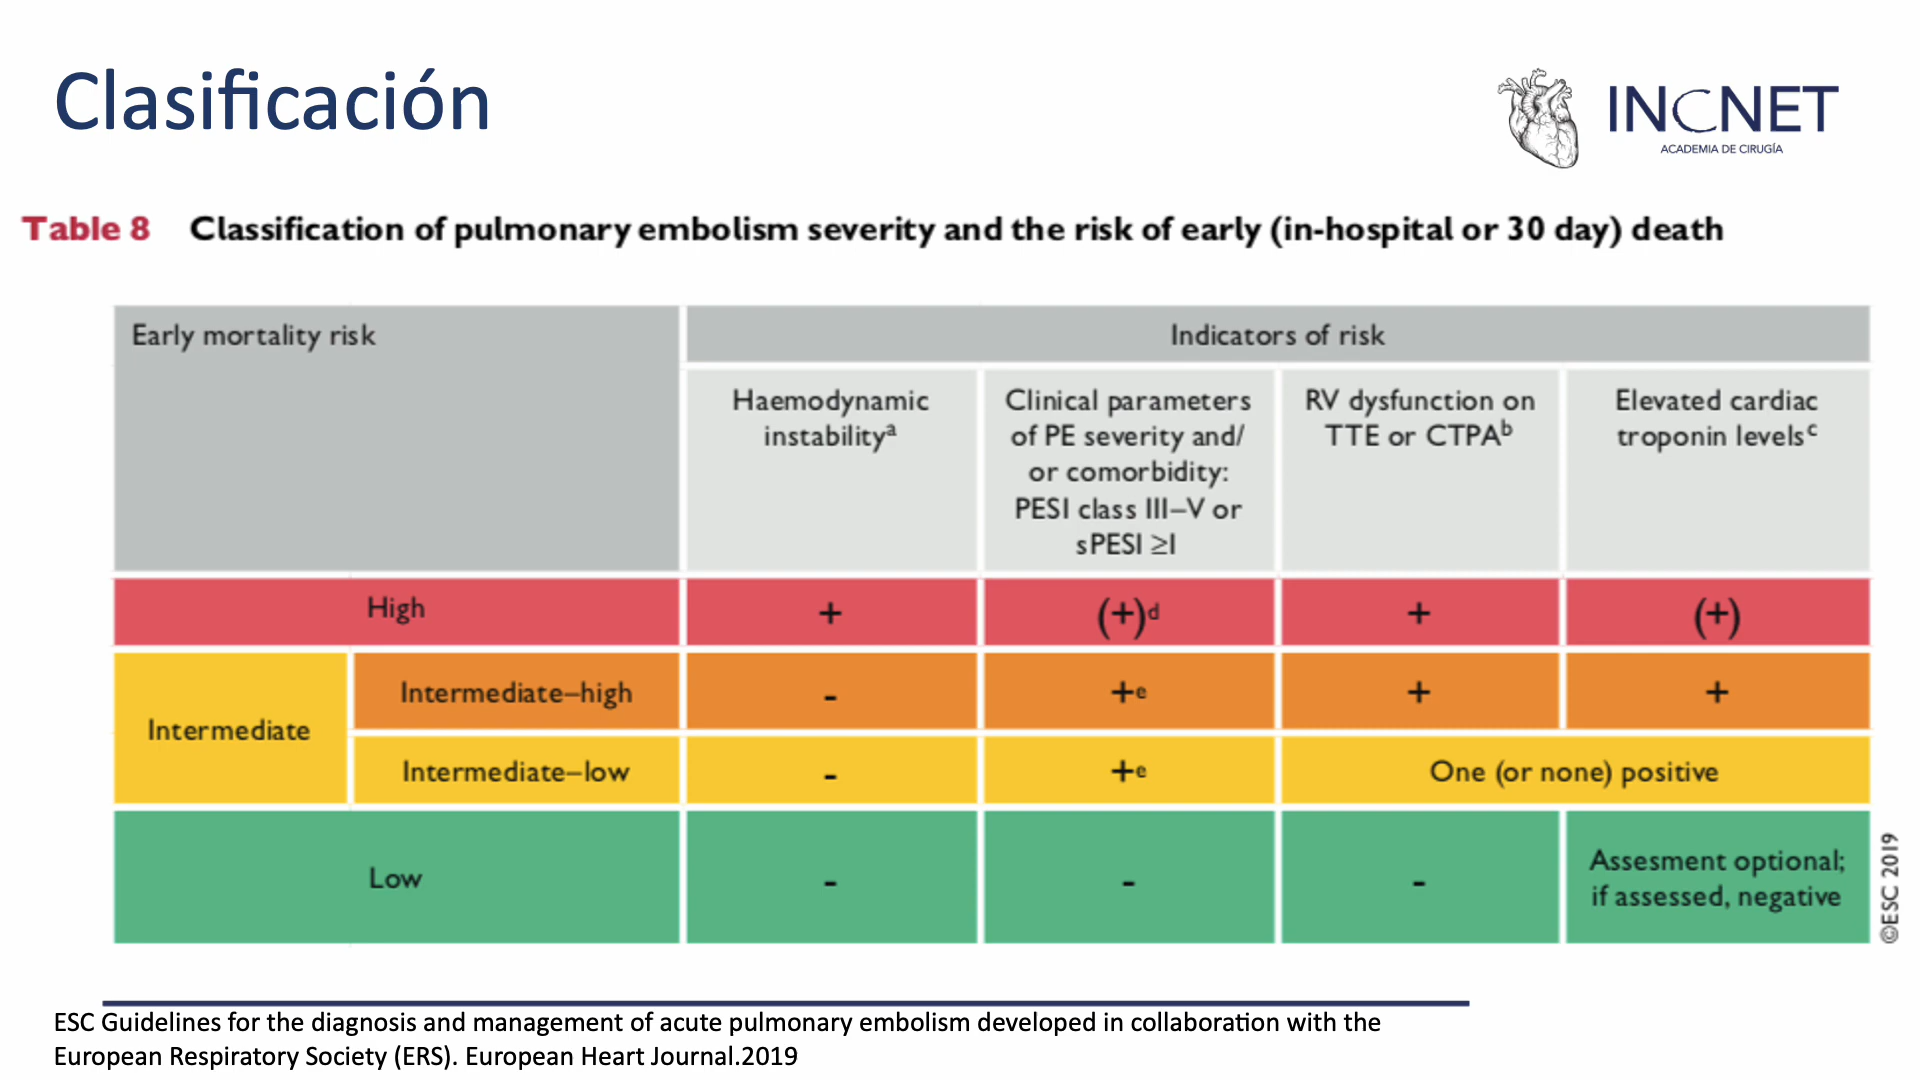 Clasificación
INCNET
ACADEMIA DE CIRUGÍA
Table 8 Classification of pulmonary embolism severity and the risk of early (in-hospital or 30 day) death
Early mortality risk
Indicators of risk
Haemodynamic
instabilityª
Clinical parameters
of PE severity and/
or comorbidity:
PESI class III–V or
sPESI ≥I
RV dysfunction on
TTE or CTPAᵇ
Elevated cardiac
troponin levelsᶜ
High + (+)ᵈ + (+)
Intermediate
Intermediate–high - +ᵉ + +
Intermediate–low - +ᵉ One (or none) positive
Low - - -
Assesment optional;
if assessed, negative
©ESC 2019
ESC Guidelines for the diagnosis and management of acute pulmonary embolism developed in collaboration with the
European Respiratory Society (ERS). European Heart Journal.2019